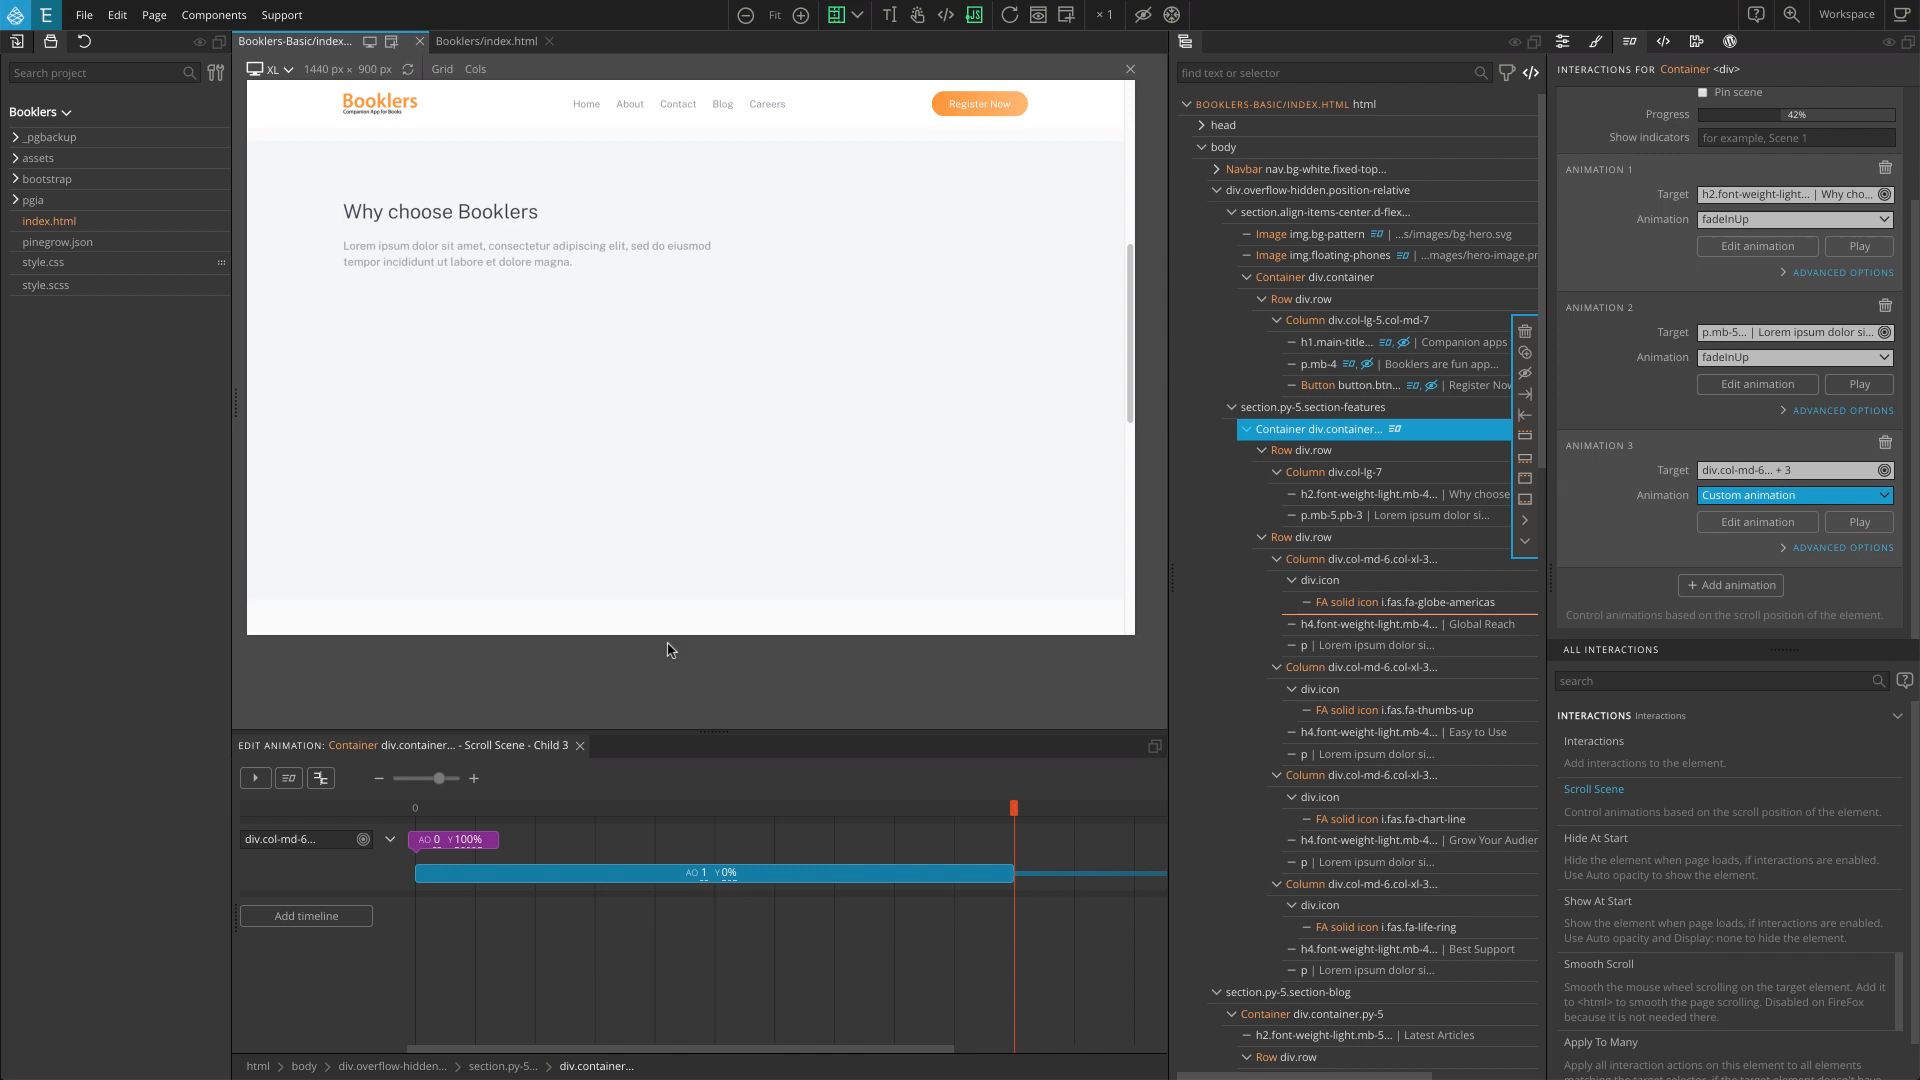 File Edit Page Components Support
Fit × 1 Workspace
Search project
Booklers
_pgbackup
assets
bootstrap
pgia
index.html
pinegrow.json
style.css
style.scss
Booklers-Basic/index... Booklers/index.html
XL 1440 px × 900 px Grid Cols
Booklers
Companion App for Books
Home About Contact Blog Careers
Register Now
Why choose Booklers
Lorem ipsum dolor sit amet, consectetur adipiscing elit, sed do eiusmod
tempor incididunt ut labore et dolore magna.
EDIT ANIMATION: Container div.container... - Scroll Scene - Child 3
0
div.col-md-6...
AO 0 Y 100%
AO 1 Y 0%
Add timeline
html body div.overflow-hidden... section.py-5... div.container...
find text or selector
BOOKLERS-BASIC/INDEX.HTML html
head
body
Navbar nav.bg-white.fixed-top...
div.overflow-hidden.position-relative
section.align-items-center.d-flex...
Image img.bg-pattern | ...s/images/bg-hero.svg
Image img.floating-phones | ...mages/hero-image.pr
Container div.container
Row div.row
Column div.col-lg-5.col-md-7
h1.main-title... | Companion apps
p.mb-4 | Booklers are fun app...
Button button.btn... | Register Now
section.py-5.section-features
Container div.container...
Row div.row
Column div.col-lg-7
h2.font-weight-light.mb-4... | Why choose
p.mb-5.pb-3 | Lorem ipsum dolor si...
Row div.row
Column div.col-md-6.col-xl-3...
div.icon
FA solid icon i.fas.fa-globe-americas
h4.font-weight-light.mb-4... | Global Reach
p | Lorem ipsum dolor si...
Column div.col-md-6.col-xl-3...
div.icon
FA solid icon i.fas.fa-thumbs-up
h4.font-weight-light.mb-4... | Easy to Use
p | Lorem ipsum dolor si...
Column div.col-md-6.col-xl-3...
div.icon
FA solid icon i.fas.fa-chart-line
h4.font-weight-light.mb-4... | Grow Your Audier
p | Lorem ipsum dolor si...
Column div.col-md-6.col-xl-3...
div.icon
FA solid icon i.fas.fa-life-ring
h4.font-weight-light.mb-4... | Best Support
p | Lorem ipsum dolor si...
section.py-5.section-blog
Container div.container.py-5
h2.font-weight-light.mb-5... | Latest Articles
Row div.row
INTERACTIONS FOR Container <div>
Pin scene
Progress 42%
Show indicators for example, Scene 1
ANIMATION 1
Target h2.font-weight-light... | Why cho...
Animation fadeInUp
Edit animation Play
ADVANCED OPTIONS
ANIMATION 2
Target p.mb-5... | Lorem ipsum dolor si...
Animation fadeInUp
Edit animation Play
ADVANCED OPTIONS
ANIMATION 3
Target div.col-md-6... + 3
Animation Custom animation
Edit animation Play
ADVANCED OPTIONS
+ Add animation
Control animations based on the scroll position of the element.
ALL INTERACTIONS
search
INTERACTIONS Interactions
Interactions
Add interactions to the element.
Scroll Scene
Control animations based on the scroll position of the element.
Hide At Start
Hide the element when page loads, if interactions are enabled.
Use Auto opacity to show the element.
Show At Start
Show the element when page loads, if interactions are enabled.
Use Auto opacity and Display: none to hide the element.
Smooth Scroll
Smooth the mouse wheel scrolling on the target element. Add it
to <html> to smooth the page scrolling. Disabled on FireFox
because it is not needed there.
Apply To Many
Apply all interaction actions on this element to all elements